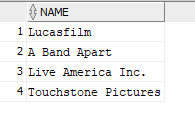 NAME
1 Lucasfilm
2 A Band Apart
3 Live America Inc.
4 Touchstone Pictures